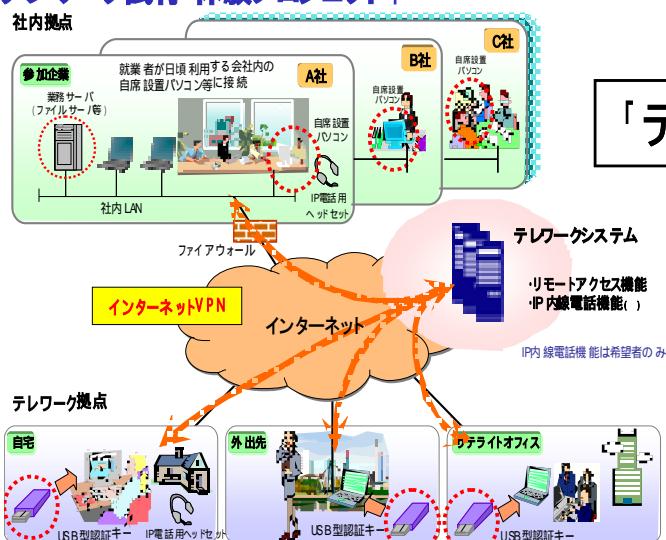 社内拠点
参加企業
就業者が日頃利用する会社内の
自席設置パソコン等に接続
A社
B社
C社
業務サーバ
(ファイルサーバ等)
自席設置
パソコン
自席設置
パソコン
自席設置
パソコン
IP電話用
ヘッドセット
社内LAN
ファイアウォール
「テ
テレワークシステム
・リモートアクセス機能
・IP内線電話機能( )
IP内線電話機能は希望者のみ
インターネットVPN
インターネット
テレワーク拠点
自宅
外出先
サテライトオフィス
USB型認証キー
IP電話用ヘッドセット
USB型認証キー
USB型認証キー